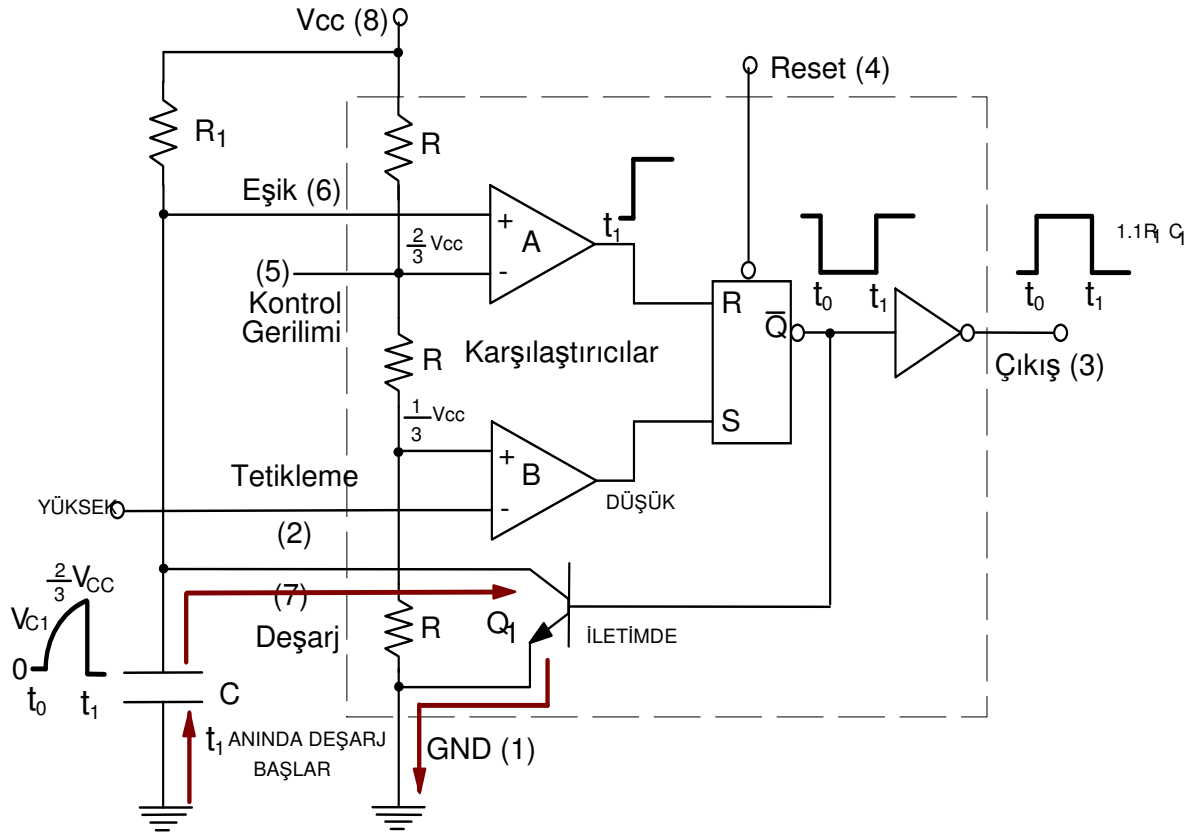 Vcc (8)
Reset (4)
R1
R
Eşik (6)
+
A
-
t1
2/3 Vcc
(5)
Kontrol
Gerilimi
R
Karşılaştırıcılar
R
Q̅
S
t0 t1
t0 t1
1.1R1 C1
Çıkış (3)
1/3 Vcc
+
B
-
Tetikleme
YÜKSEK
(2)
DÜŞÜK
2/3 VCC
VC1
0
t0 t1
(7)
Deşarj
R
Q1
İLETİMDE
C
t1 ANINDA DEŞARJ
BAŞLAR
GND (1)